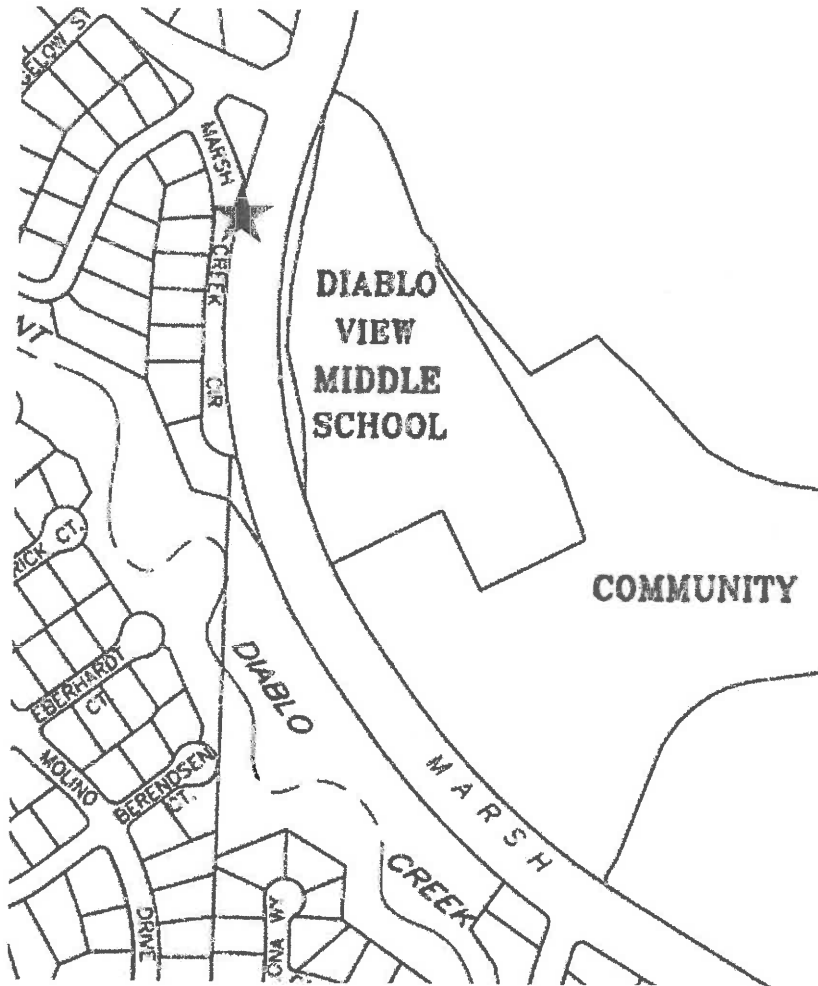 MARSH
CREEK
CIR
DIABLO
VIEW
MIDDLE
SCHOOL
CT.
COMMUNITY
EBERHARDT
CT.
DIABLO
MOLINO
BERENDSEN
CT.
MARSH
CREEK
DRIVE
WY